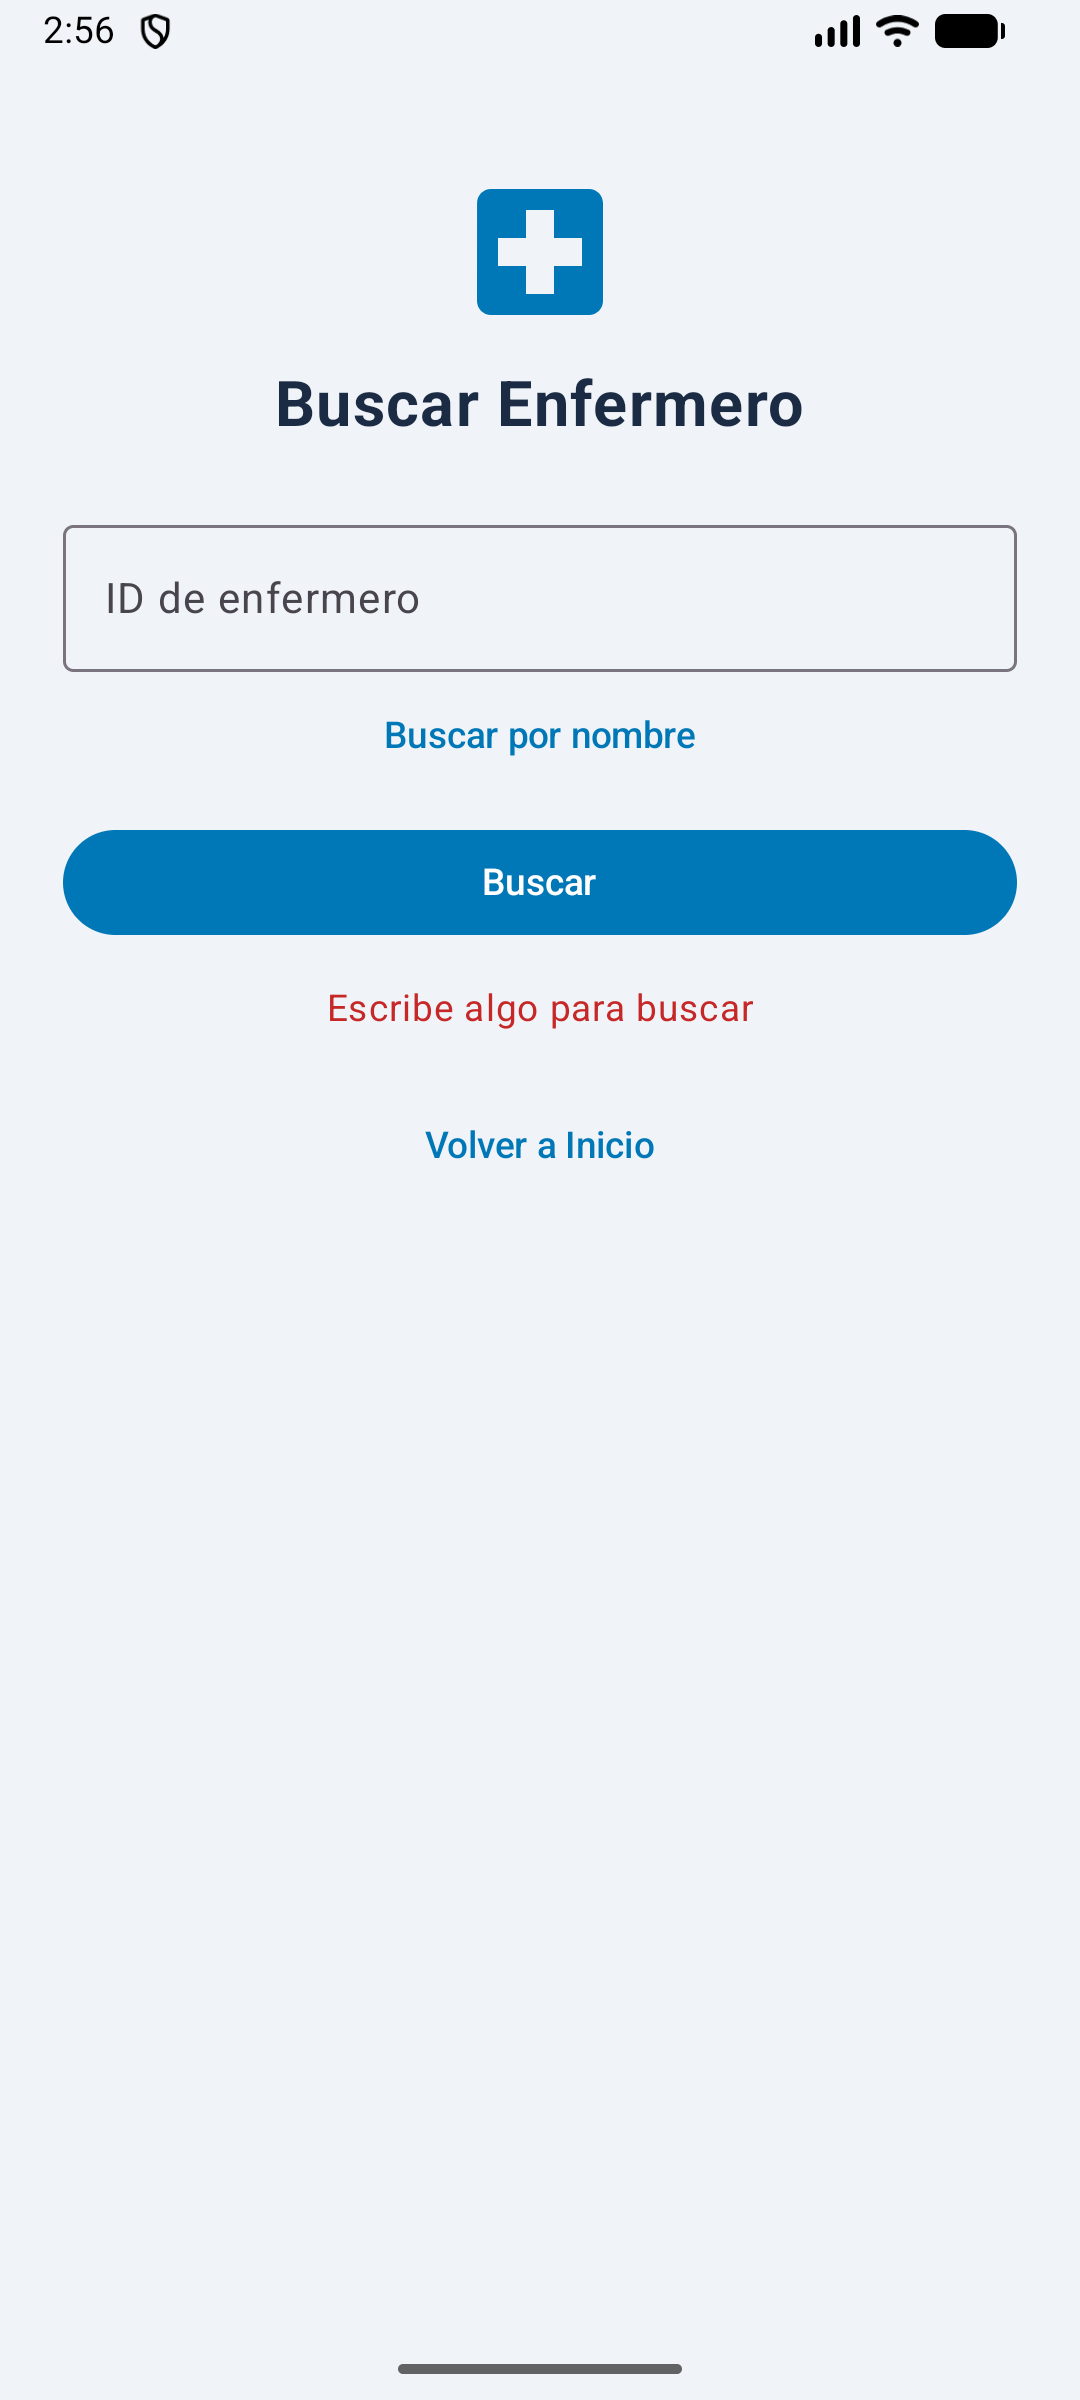 2:56
Buscar Enfermero
ID de enfermero
Buscar por nombre
Buscar
Escribe algo para buscar
Volver a Inicio